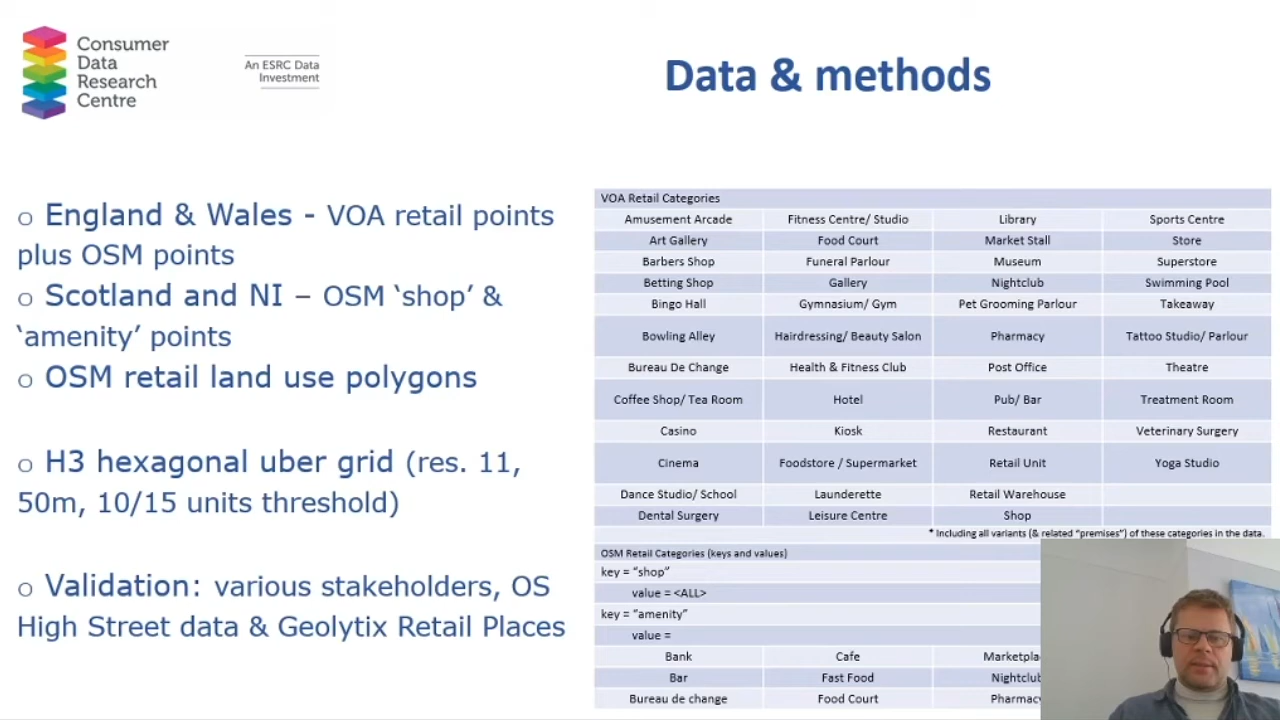 Consumer
Data
Research
Centre
An ESRC Data
Investment
Data & methods
o England & Wales - VOA retail points
plus OSM points
o Scotland and NI – OSM ‘shop’ &
‘amenity’ points
o OSM retail land use polygons
o H3 hexagonal uber grid (res. 11,
50m, 10/15 units threshold)
o Validation: various stakeholders, OS
High Street data & Geolytix Retail Places
VOA Retail Categories
Amusement Arcade Fitness Centre/ Studio Library Sports Centre
Art Gallery Food Court Market Stall Store
Barbers Shop Funeral Parlour Museum Superstore
Betting Shop Gallery Nightclub Swimming Pool
Bingo Hall Gymnasium/ Gym Pet Grooming Parlour Takeaway
Bowling Alley Hairdressing/ Beauty Salon Pharmacy Tattoo Studio/ Parlour
Bureau De Change Health & Fitness Club Post Office Theatre
Coffee Shop/ Tea Room Hotel Pub/ Bar Treatment Room
Casino Kiosk Restaurant Veterinary Surgery
Cinema Foodstore / Supermarket Retail Unit Yoga Studio
Dance Studio/ School Launderette Retail Warehouse
Dental Surgery Leisure Centre Shop
* Including all variants (& related “premises”) of these categories in the data.
OSM Retail Categories (keys and values)
key = “shop”
value = <ALL>
key = “amenity”
value =
Bank Cafe Marketpla
Bar Fast Food Nightclub
Bureau de change Food Court Pharmacy